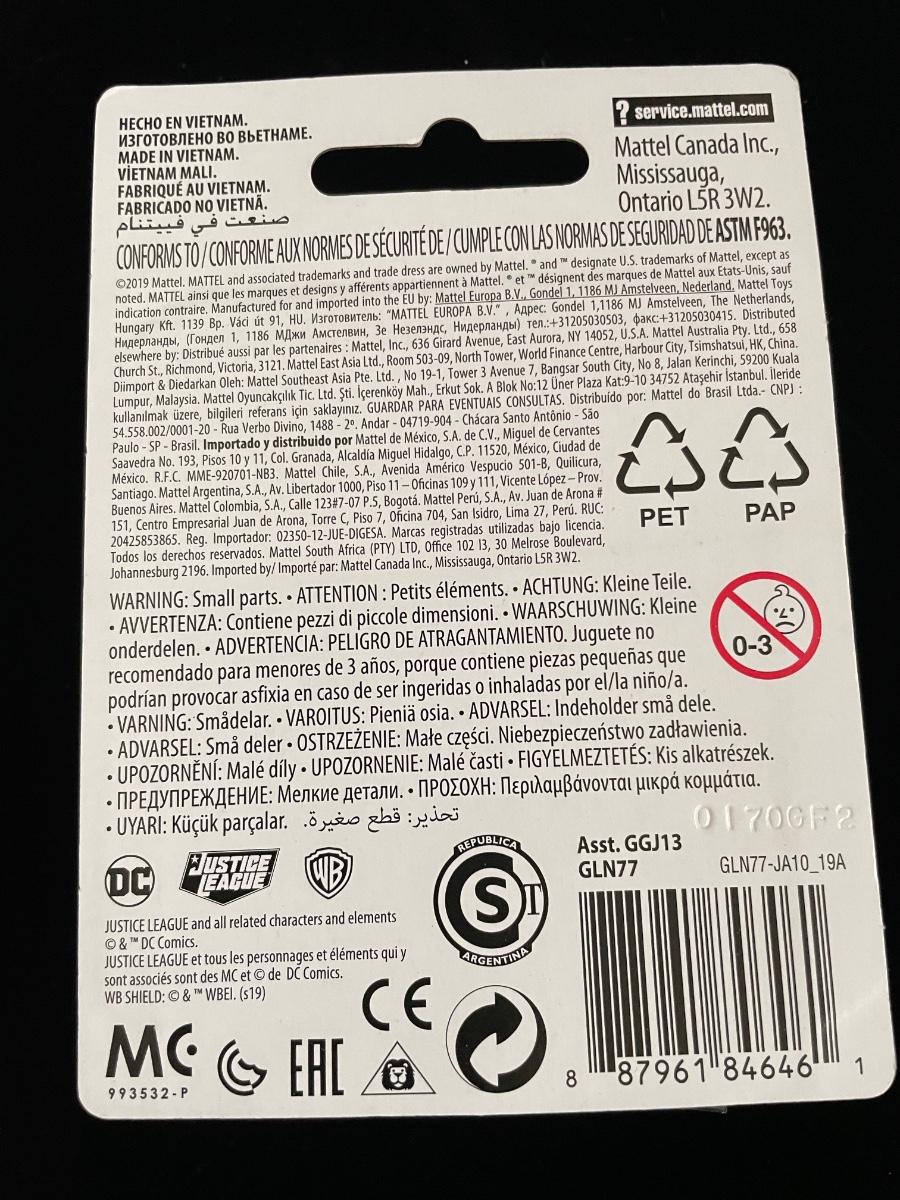 HECHO EN VIETNAM.
ИЗГОТОВЛЕНО ВО ВЬЕТНАМЕ.
MADE IN VIETNAM.
VİETNAM MALI.
FABRIQUÉ AU VIETNAM.
FABRICADO NO VIETNÃ.
صنعت في فييتنام
? service.mattel.com
Mattel Canada Inc.,
Mississauga,
Ontario L5R 3W2.
CONFORMS TO / CONFORME AUX NORMES DE SÉCURITÉ DE / CUMPLE CON LAS NORMAS DE SEGURIDAD DE ASTM F963.
©2019 Mattel. MATTEL and associated trademarks and trade dress are owned by Mattel. ® and ™ designate U.S. trademarks of Mattel, except as
noted. MATTEL ainsi que les marques et designs y afférents appartiennent à Mattel. ® et ™ désignent des marques de Mattel aux Etats-Unis, sauf
indication contraire. Manufactured for and imported into the EU by: Mattel Europa B.V., Gondel 1, 1186 MJ Amstelveen, Nederland. Mattel Toys
Hungary Kft. 1139 Bp. Váci út 91, HU. Изготовитель: "MATTEL EUROPA B.V." , Адрес: Gondel 1,1186 MJ Amstelveen, The Netherlands,
Нидерланды, (Гондел 1, 1186 МДжи Амстелвин, Зе Незелэндс, Нидерланды) тел.:+31205030503, факс:+31205030415. Distributed
elsewhere by: Distribué aussi par les partenaires : Mattel, Inc., 636 Girard Avenue, East Aurora, NY 14052, U.S.A. Mattel Australia Pty. Ltd., 658
Church St., Richmond, Victoria, 3121. Mattel East Asia Ltd., Room 503-09, North Tower, World Finance Centre, Harbour City, Tsimshatsui, HK, China.
Diimport & Diedarkan Oleh: Mattel Southeast Asia Pte. Ltd. , No 19-1, Tower 3 Avenue 7, Bangsar South City, No 8, Jalan Kerinchi, 59200 Kuala
Lumpur, Malaysia. Mattel Oyuncakçılık Tic. Ltd. Şti. İçerenköy Mah., Erkut Sok. A Blok No:12 Üner Plaza Kat:9-10 34752 Ataşehir İstanbul. İleride
kullanılmak üzere, bilgileri referans için saklayınız. GUARDAR PARA EVENTUAIS CONSULTAS. Distribuído por: Mattel do Brasil Ltda.- CNPJ :
54.558.002/0001-20 - Rua Verbo Divino, 1488 - 2º. Andar - 04719-904 - Chácara Santo Antônio - São
Paulo - SP - Brasil. Importado y distribuido por Mattel de México, S.A. de C.V., Miguel de Cervantes
Saavedra No. 193, Pisos 10 y 11, Col. Granada, Alcaldía Miguel Hidalgo, C.P. 11520, México, Ciudad de
México. R.F.C. MME-920701-NB3. Mattel Chile, S.A., Avenida Américo Vespucio 501-B, Quilicura,
Santiago. Mattel Argentina, S.A., Av. Libertador 1000, Piso 11 – Oficinas 109 y 111, Vicente López – Prov.
Buenos Aires. Mattel Colombia, S.A., Calle 123#7-07 P.5, Bogotá. Mattel Perú, S.A., Av. Juan de Arona #
151, Centro Empresarial Juan de Arona, Torre C, Piso 7, Oficina 704, San Isidro, Lima 27, Perú. RUC:
20425853865. Reg. Importador: 02350-12-JUE-DIGESA. Marcas registradas utilizadas bajo licencia.
Todos los derechos reservados. Mattel South Africa (PTY) LTD, Office 102 I3, 30 Melrose Boulevard,
Johannesburg 2196. Imported by/ Importé par: Mattel Canada Inc., Mississauga, Ontario L5R 3W2.
PET
PAP
WARNING: Small parts. • ATTENTION : Petits éléments. • ACHTUNG: Kleine Teile.
• AVVERTENZA: Contiene pezzi di piccole dimensioni. • WAARSCHUWING: Kleine
onderdelen. • ADVERTENCIA: PELIGRO DE ATRAGANTAMIENTO. Juguete no
recomendado para menores de 3 años, porque contiene piezas pequeñas que
podrían provocar asfixia en caso de ser ingeridas o inhaladas por el/la niño/a.
• VARNING: Smådelar. • VAROITUS: Pieniä osia. • ADVARSEL: Indeholder små dele.
• ADVARSEL: Små deler • OSTRZEŻENIE: Małe części. Niebezpieczeństwo zadławienia.
• UPOZORNĚNÍ: Malé díly • UPOZORNENIE: Malé časti • FIGYELMEZTETÉS: Kis alkatrészek.
• ПРЕДУПРЕЖДЕНИЕ: Мелкие детали. • ΠΡΟΣΟΧΗ: Περιλαμβάνονται μικρά κομμάτια.
• UYARI: Küçük parçalar. تحذير: قطع صغيرة.
0-3
01706F2
DC
JUSTICE LEAGUE
WB
REPUBLICA
S T
ARGENTINA
Asst. GGJ13
GLN77
GLN77-JA10_19A
JUSTICE LEAGUE and all related characters and elements
© & ™ DC Comics.
JUSTICE LEAGUE et tous les personnages et éléments qui y
sont associés sont des MC et © de DC Comics.
WB SHIELD: © & ™ WBEI. (s19)
MC
993532-P
EAC
CE
8 87961 84646 1